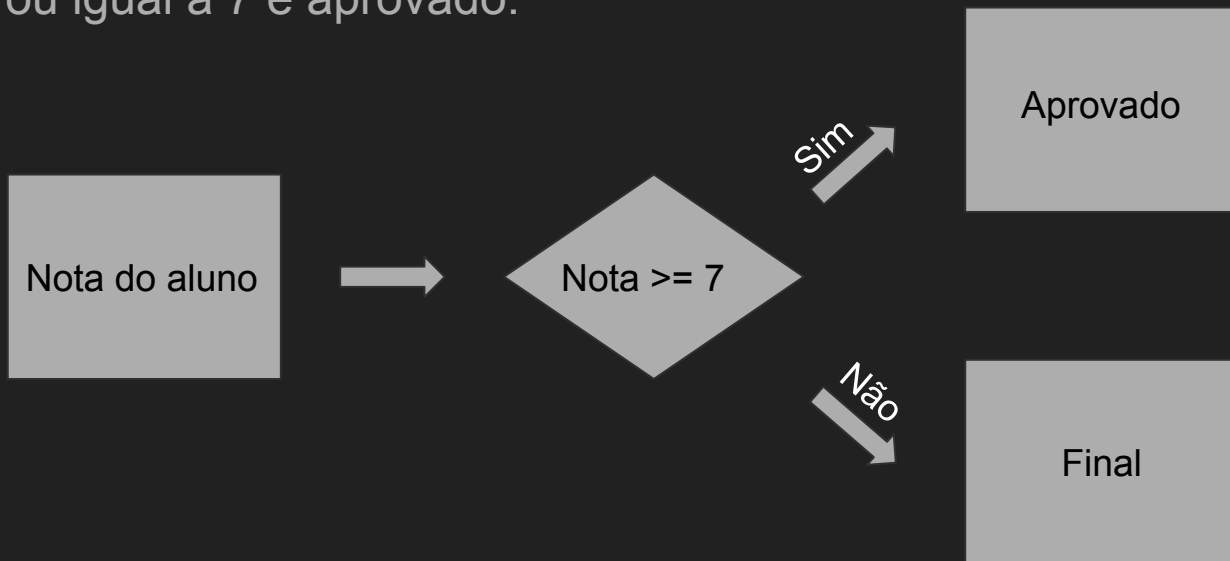 ou igual a 7 é aprovado.
Nota do aluno
Nota >= 7
Sim
Aprovado
Não
Final